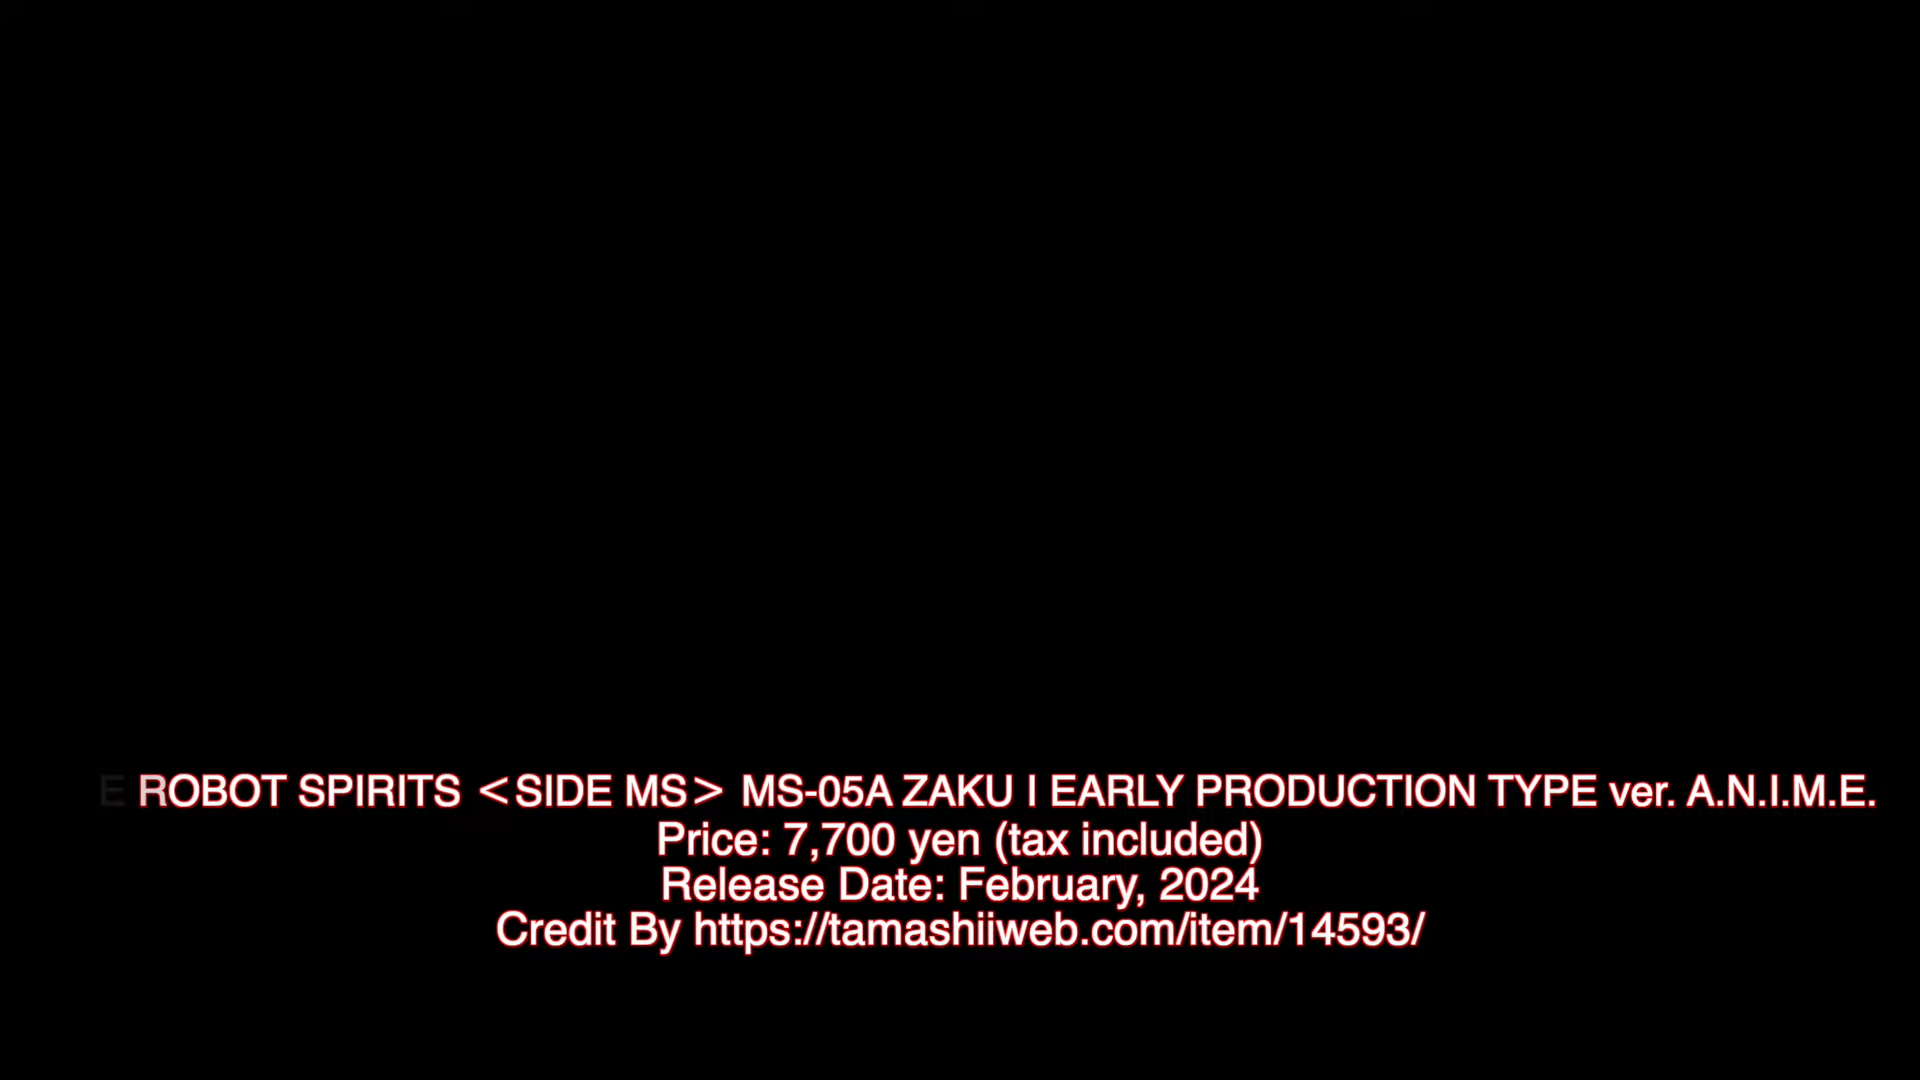 E ROBOT SPIRITS ＜SIDE MS＞ MS-05A ZAKU I EARLY PRODUCTION TYPE ver. A.N.I.M.E.
Price: 7,700 yen (tax included)
Release Date: February, 2024
Credit By https://tamashiiweb.com/item/14593/